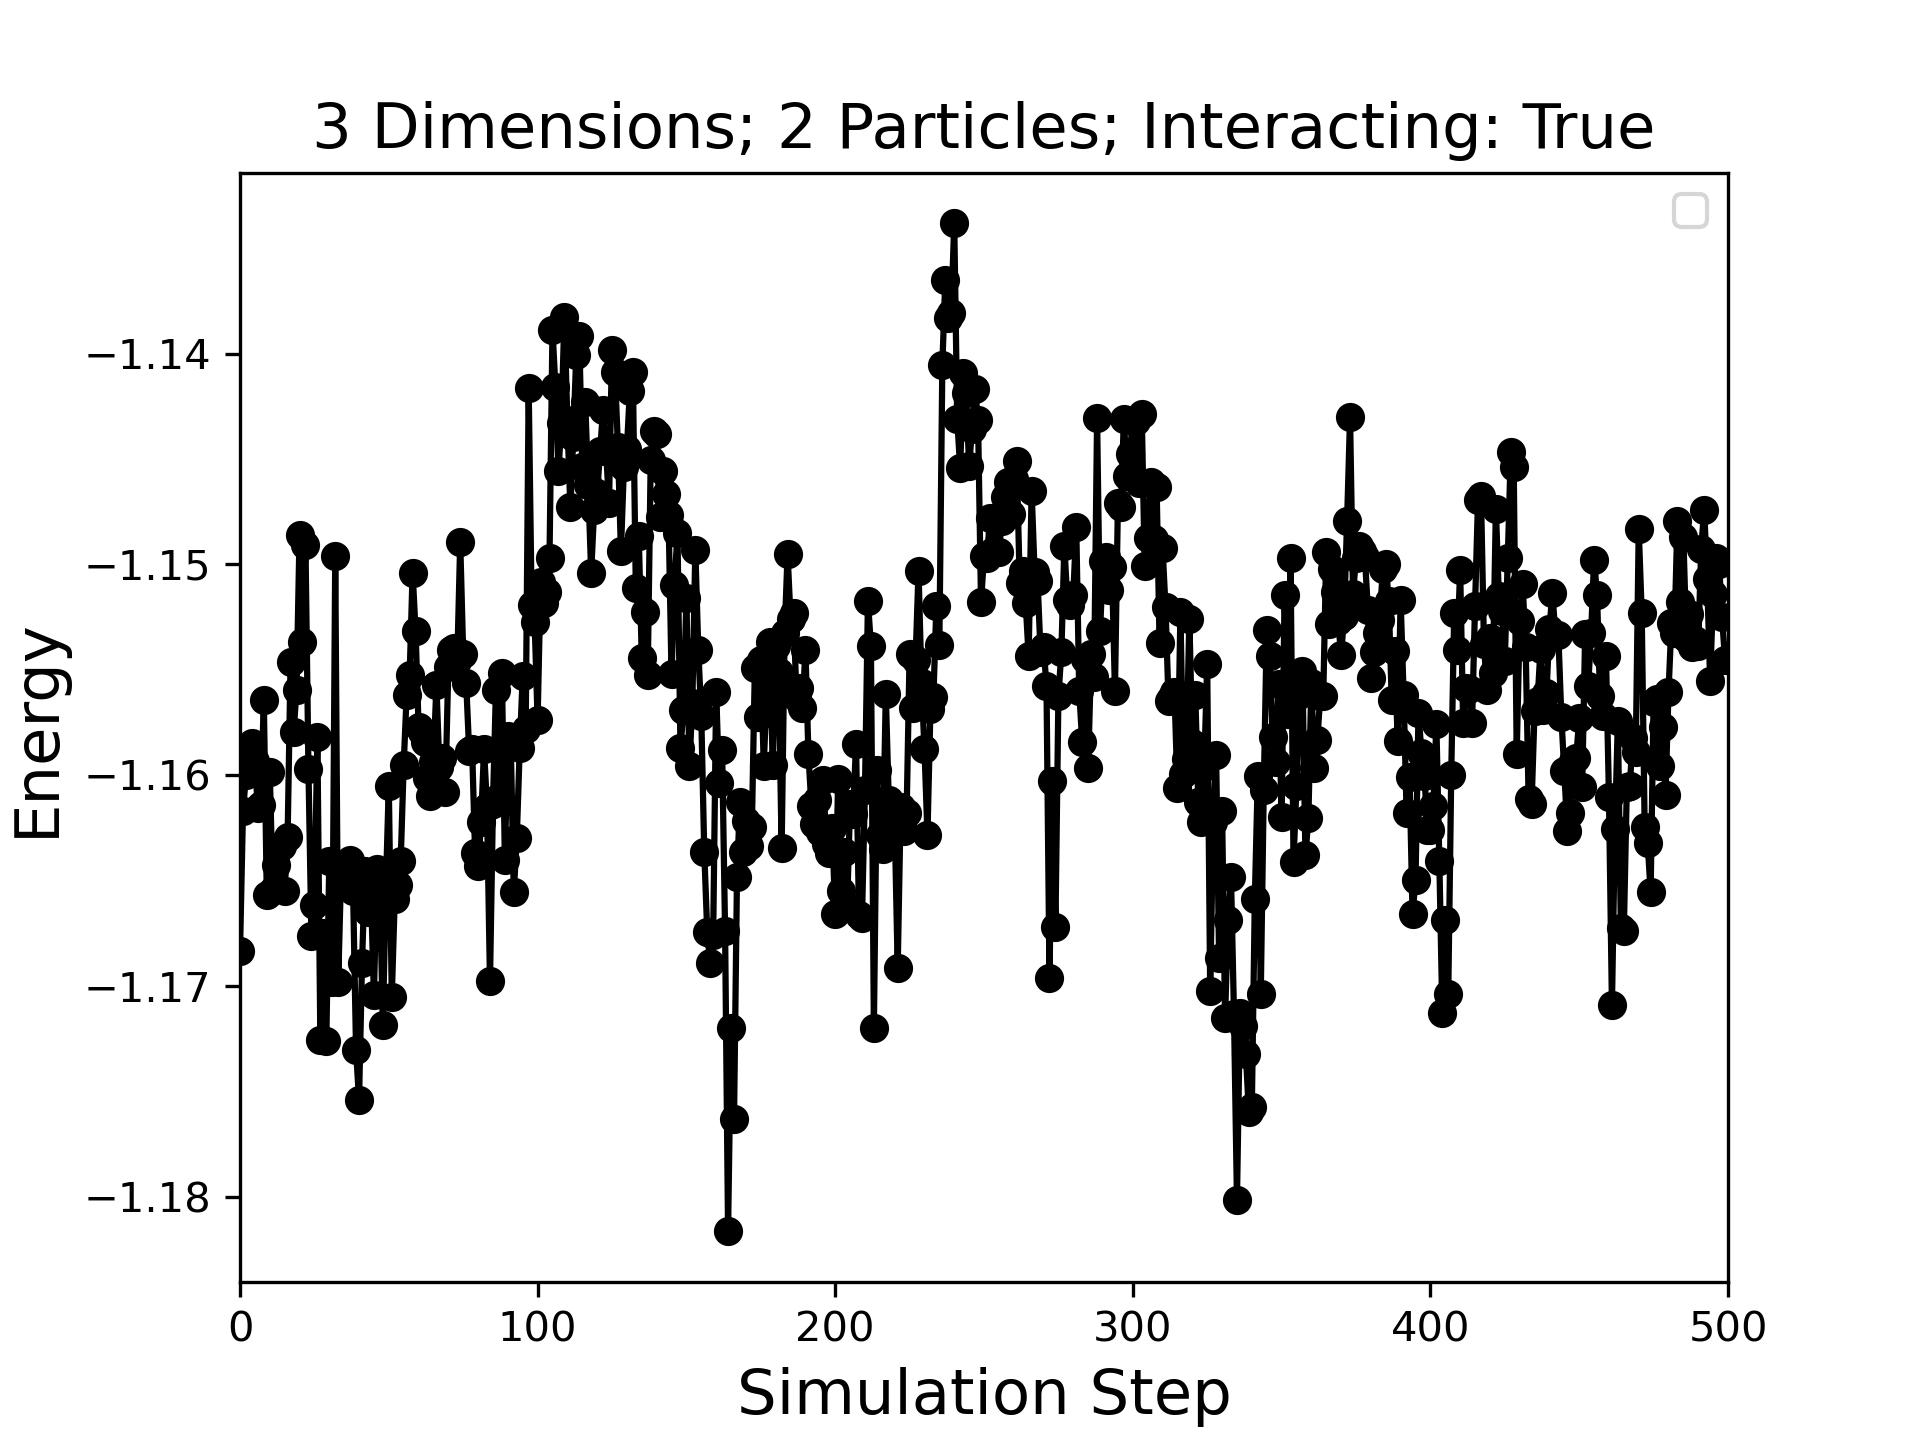 3 Dimensions; 2 Particles; Interacting: True
Energy
−1.14
−1.15
−1.16
−1.17
−1.18
0 100 200 300 400 500
Simulation Step